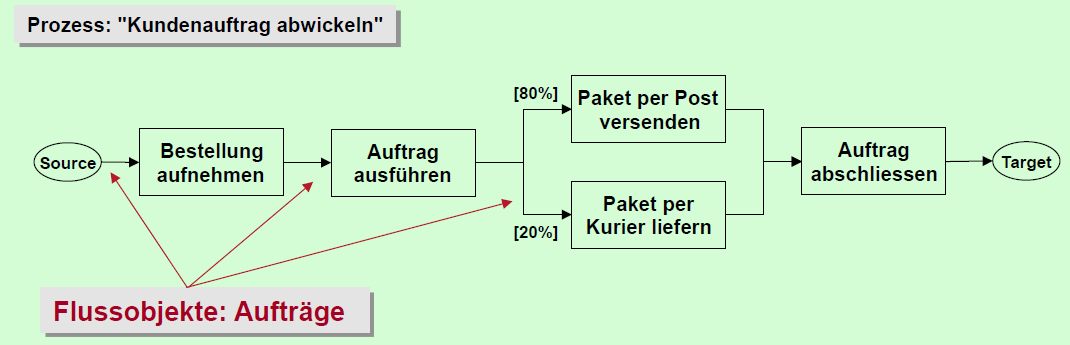 Prozess: "Kundenauftrag abwickeln"
Source
Bestellung
aufnehmen
Auftrag
ausführen
[80%]
Paket per Post
versenden
[20%]
Paket per
Kurier liefern
Auftrag
abschliessen
Target
Flussobjekte: Aufträge